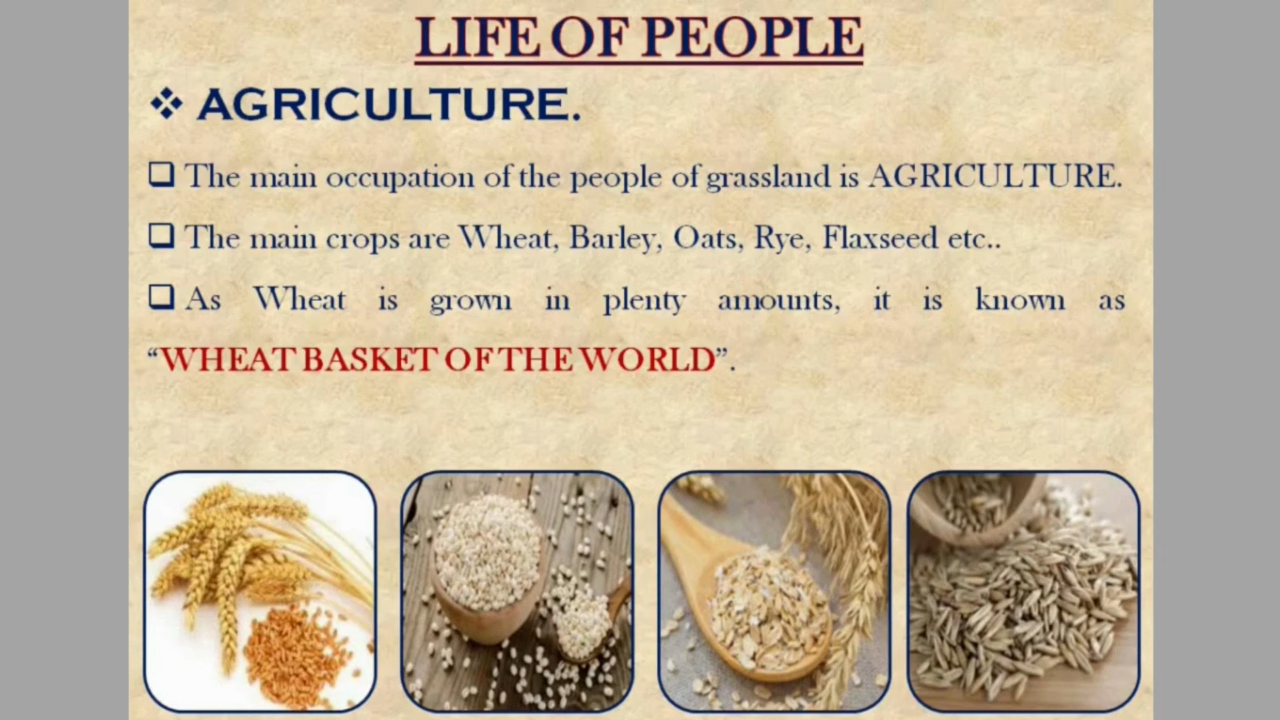 LIFE OF PEOPLE
❖ AGRICULTURE.
❑ The main occupation of the people of grassland is AGRICULTURE.
❑ The main crops are Wheat, Barley, Oats, Rye, Flaxseed etc..
❑ As Wheat is grown in plenty amounts, it is known as
“WHEAT BASKET OF THE WORLD”.